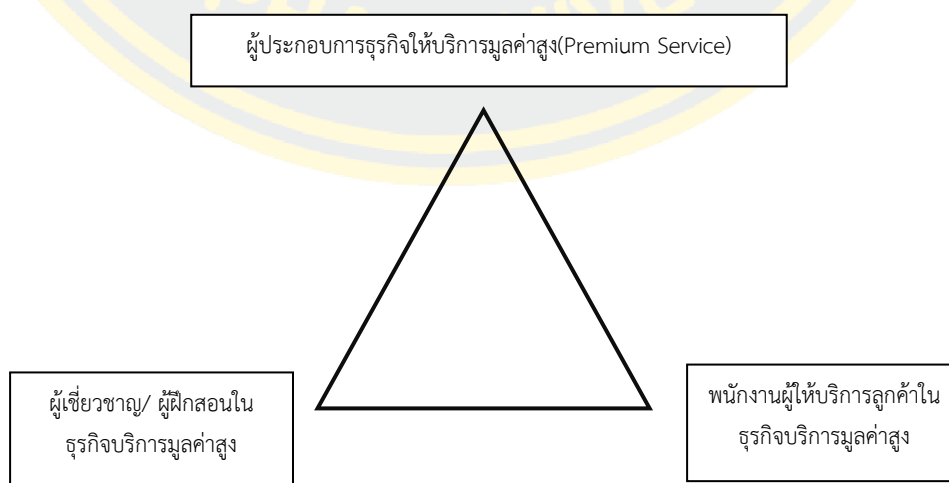 ผู้ประกอบการธุรกิจให้บริการมูลค่าสูง(Premium Service)
ผู้เชี่ยวชาญ/ ผู้ฝึกสอนใน
ธุรกิจบริการมูลค่าสูง
พนักงานผู้ให้บริการลูกค้าใน
ธุรกิจบริการมูลค่าสูง